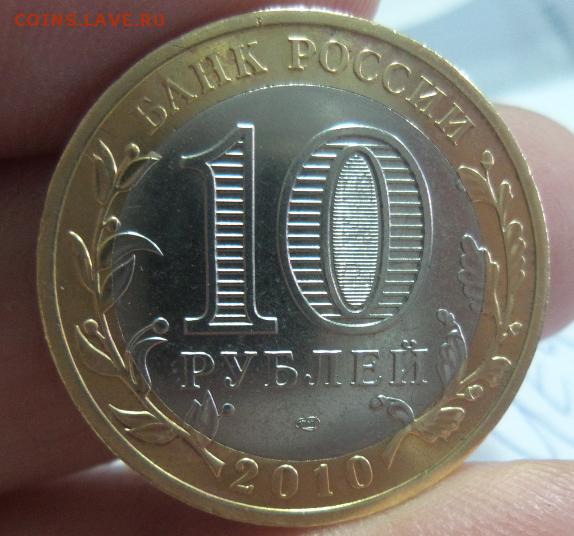 COINS.LAVE.RU
БАНК РОССИИ
10
РУБЛЕЙ
2010